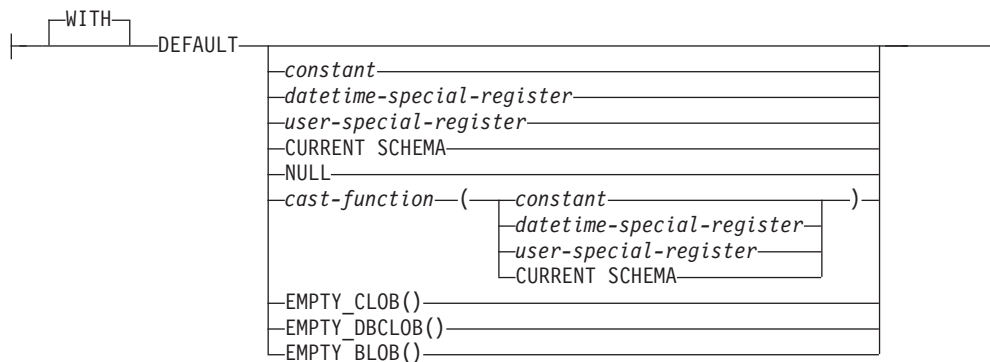 WITH
DEFAULT
constant
datetime-special-register
user-special-register
CURRENT SCHEMA
NULL
cast-function ( constant )
datetime-special-register
user-special-register
CURRENT SCHEMA
EMPTY_CLOB()
EMPTY_DBCLOB()
EMPTY_BLOB()